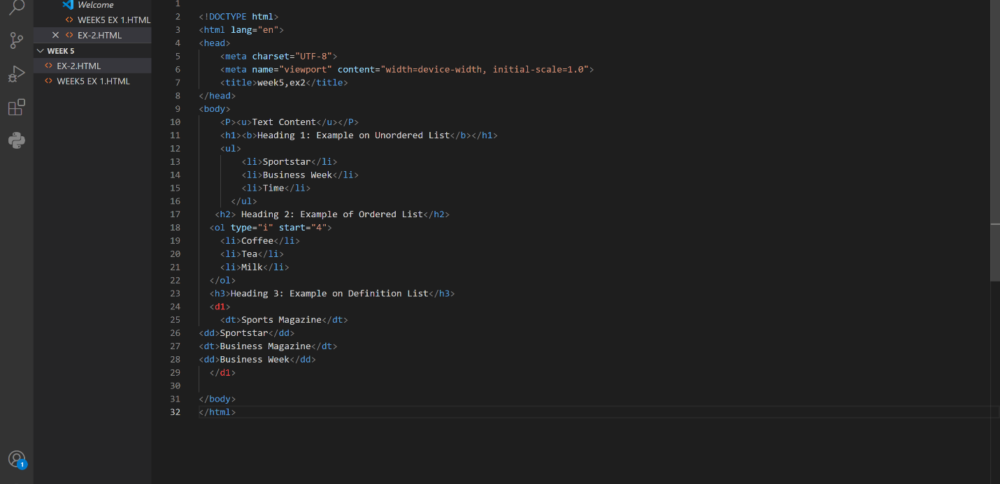 Welcome
WEEK5 EX 1.HTML
EX-2.HTML
WEEK 5
EX-2.HTML
WEEK5 EX 1.HTML
1
1
2 <!DOCTYPE html>
3 <html lang="en">
4 <head>
5 <meta charset="UTF-8">
6 <meta name="viewport" content="width=device-width, initial-scale=1.0">
7 <title>week5,ex2</title>
8 </head>
9 <body>
10 <P><u>Text Content</u></P>
11 <h1><b>Heading 1: Example on Unordered List</b></h1>
12 <ul>
13 <li>Sportstar</li>
14 <li>Business Week</li>
15 <li>Time</li>
16 </ul>
17 <h2> Heading 2: Example of Ordered List</h2>
18 <ol type="i" start="4">
19 <li>Coffee</li>
20 <li>Tea</li>
21 <li>Milk</li>
22 </ol>
23 <h3>Heading 3: Example on Definition List</h3>
24 <d1>
25 <dt>Sports Magazine</dt>
26 <dd>Sportstar</dd>
27 <dt>Business Magazine</dt>
28 <dd>Business Week</dd>
29 </d1>
30
31 </body>
32 </html>